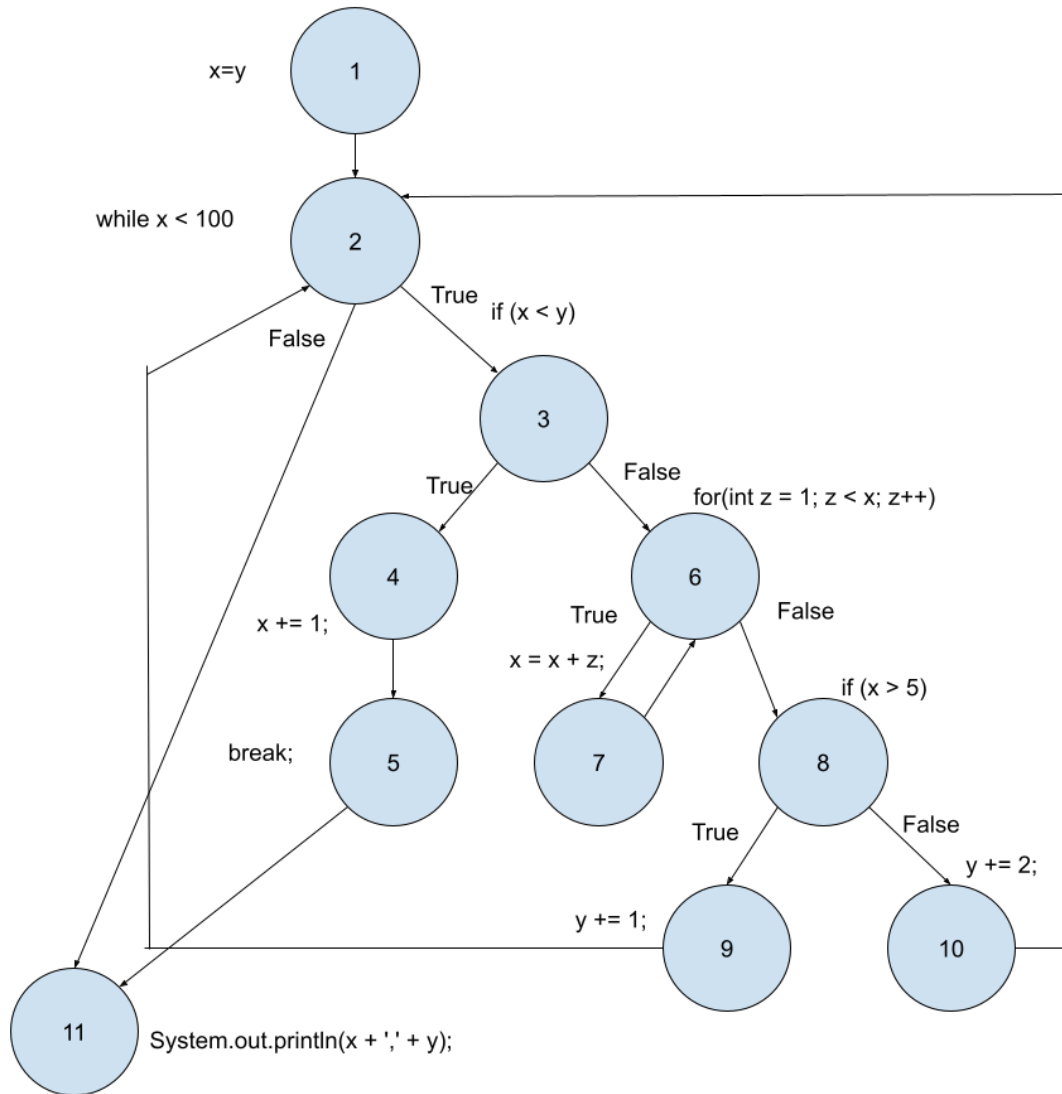 x=y
1
while x < 100
2
True
if (x < y)
False
3
True
False
for(int z = 1; z < x; z++)
4
6
x += 1;
True
False
x = x + z;
if (x > 5)
break;
5
7
8
True
False
y += 2;
y += 1;
9
10
11
System.out.println(x + ',' + y);